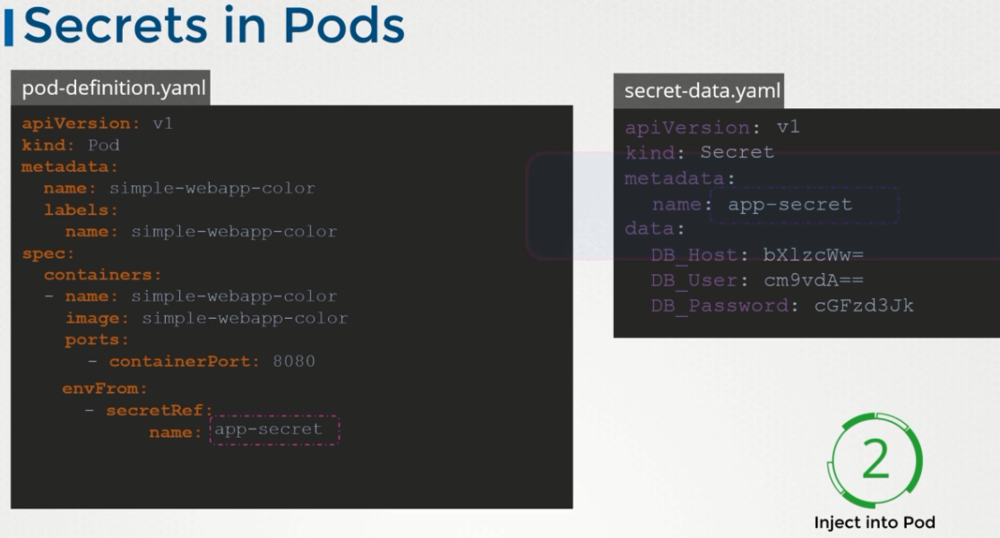 Secrets in Pods
pod-definition.yaml
apiVersion: v1
kind: Pod
metadata:
  name: simple-webapp-color
  labels:
    name: simple-webapp-color
spec:
  containers:
  - name: simple-webapp-color
    image: simple-webapp-color
    ports:
      - containerPort: 8080
    envFrom:
      - secretRef:
            name: app-secret
secret-data.yaml
apiVersion: v1
kind: Secret
metadata:
  name: app-secret
data:
  DB_Host: bXlzcWw=
  DB_User: cm9vdA==
  DB_Password: cGFzd3Jk
2
Inject into Pod